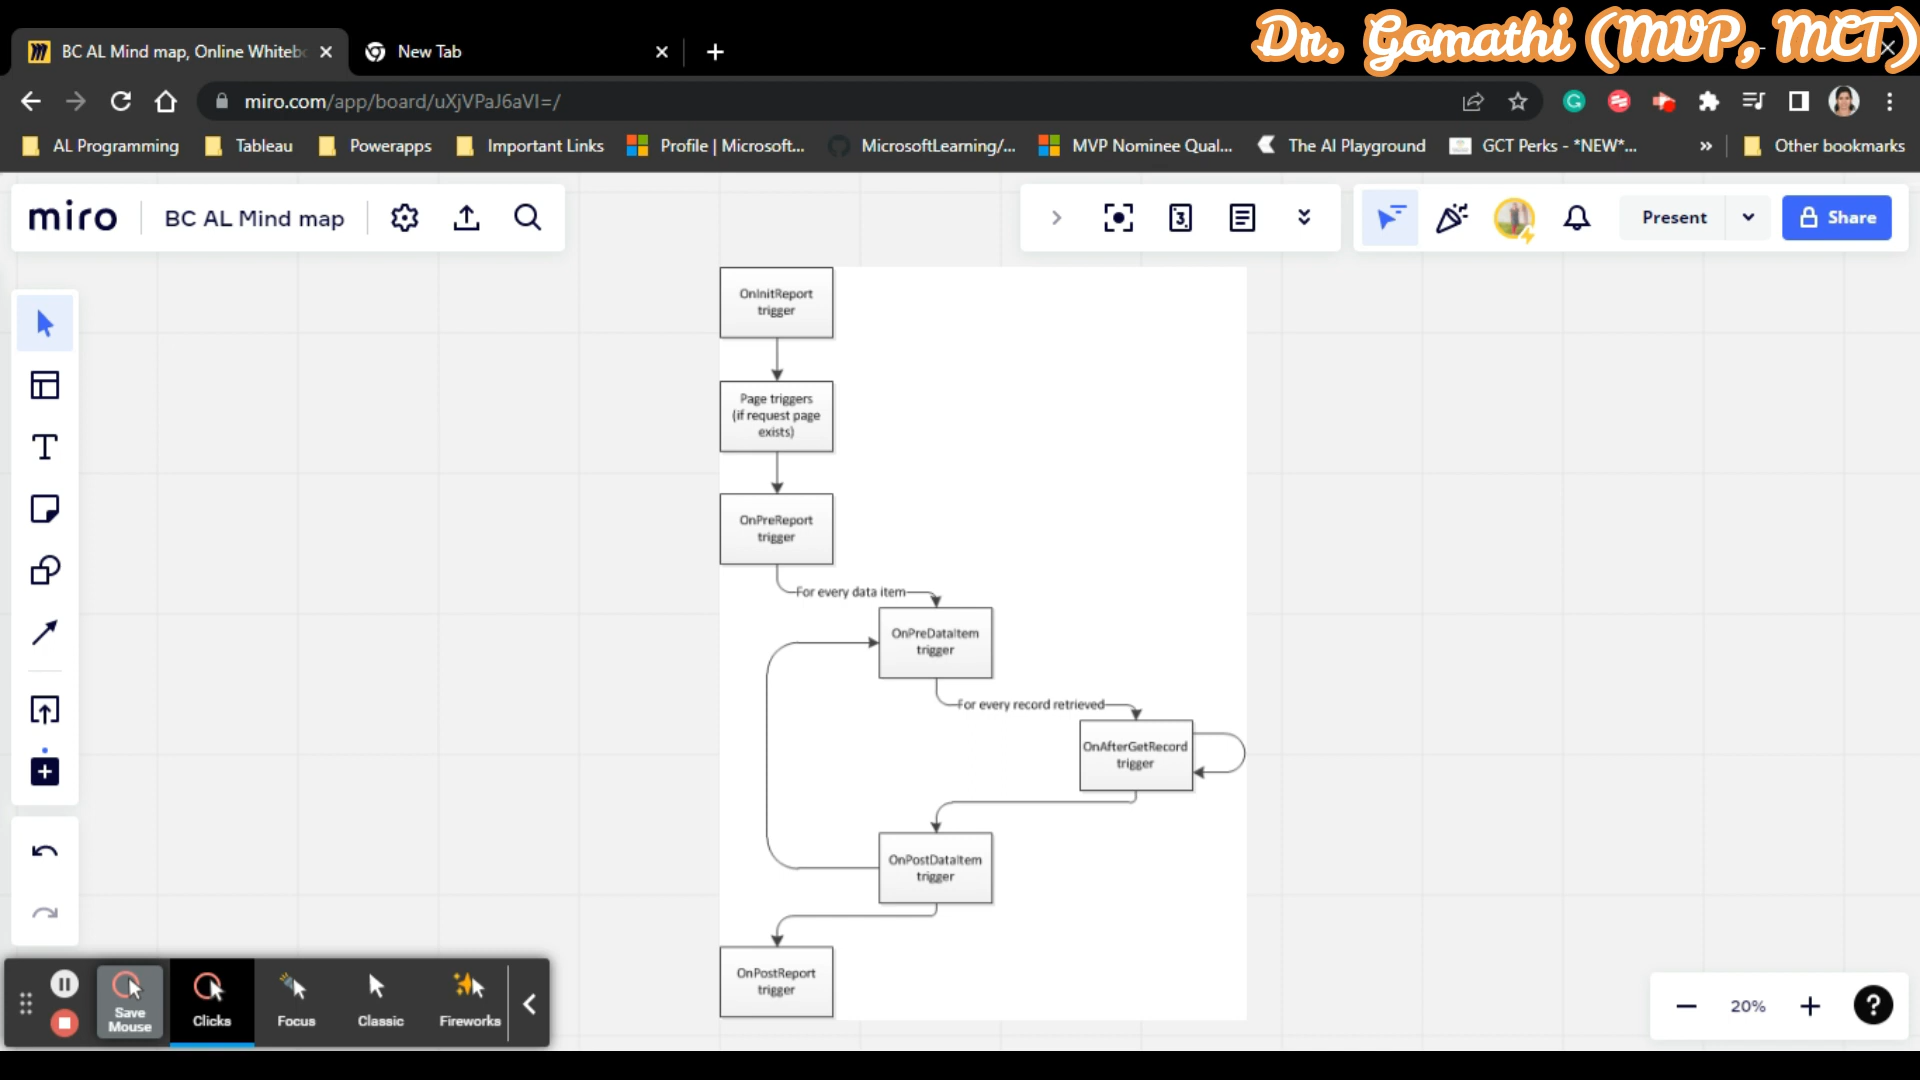 Dr. Gomathi (MVP, MCT)
BC AL Mind map, Online Whitebo
New Tab
miro.com/app/board/uXjVPaJ6aVI=/
AL Programming
Tableau
Powerapps
Important Links
Profile | Microsoft...
MicrosoftLearning/...
MVP Nominee Qual...
The AI Playground
GCT Perks - *NEW*...
Other bookmarks
miro
BC AL Mind map
3
Present
Share
OnInitReport
trigger
Page triggers
(if request page
exists)
OnPreReport
trigger
For every data item
OnPreDataItem
trigger
For every record retrieved
OnAfterGetRecord
trigger
OnPostDataItem
trigger
OnPostReport
trigger
Save
Mouse
Clicks
Focus
Classic
Fireworks
20%
?